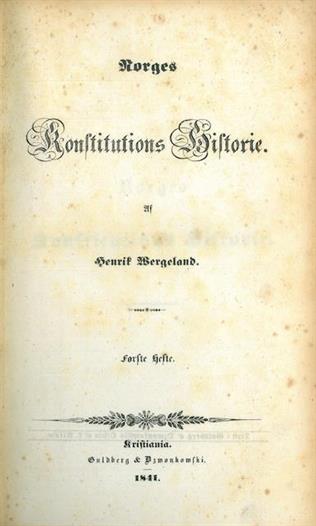 Norges
Konstitutions Historie.
Af
Henrik Wergeland.
Første Hefte.
Kristiania.
Guldberg & Dzwonkowski.
1841.